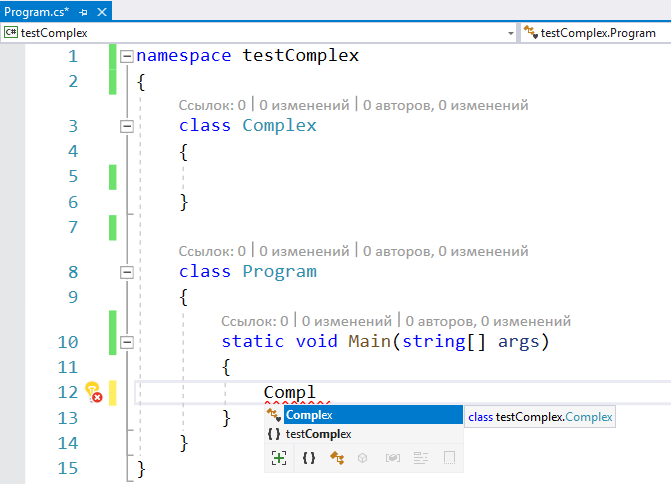 Program.cs*
testComplex testComplex.Program
1 namespace testComplex
2 {
Ссылок: 0 | 0 изменений | 0 авторов, 0 изменений
3 class Complex
4 {
5
6 }
7
Ссылок: 0 | 0 изменений | 0 авторов, 0 изменений
8 class Program
9 {
Ссылок: 0 | 0 изменений | 0 авторов, 0 изменений
10 static void Main(string[] args)
11 {
12 Compl
Complex class testComplex.Complex
13 }
{ } testComplex
14 }
15 }